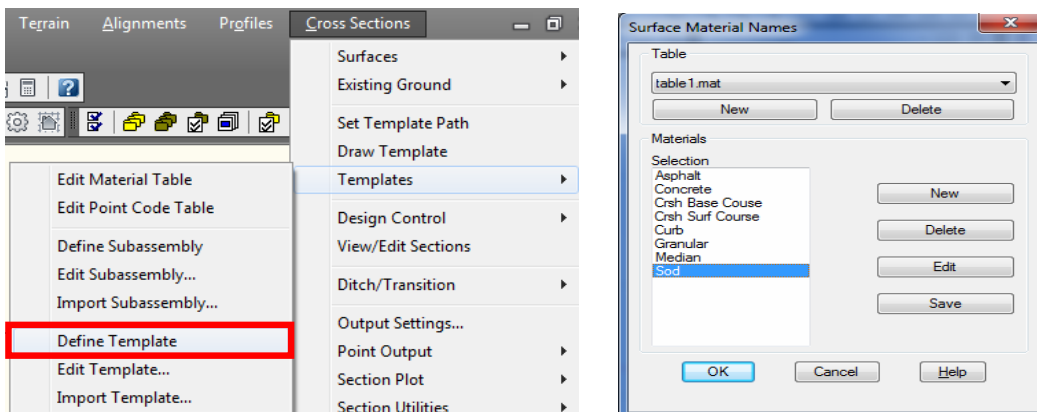 Terrain Alignments Profiles Cross Sections
Surfaces
Existing Ground
Set Template Path
Draw Template
Templates
Design Control
View/Edit Sections
Ditch/Transition
Output Settings...
Point Output
Section Plot
Section Utilities
Edit Material Table
Edit Point Code Table
Define Subassembly
Edit Subassembly...
Import Subassembly...
Define Template
Edit Template...
Import Template...
Surface Material Names
Table
table1.mat
New Delete
Materials
Selection
Asphalt
Concrete
Crsh Base Couse
Crsh Surf Course
Curb
Granular
Median
Sod
New
Delete
Edit
Save
OK Cancel Help